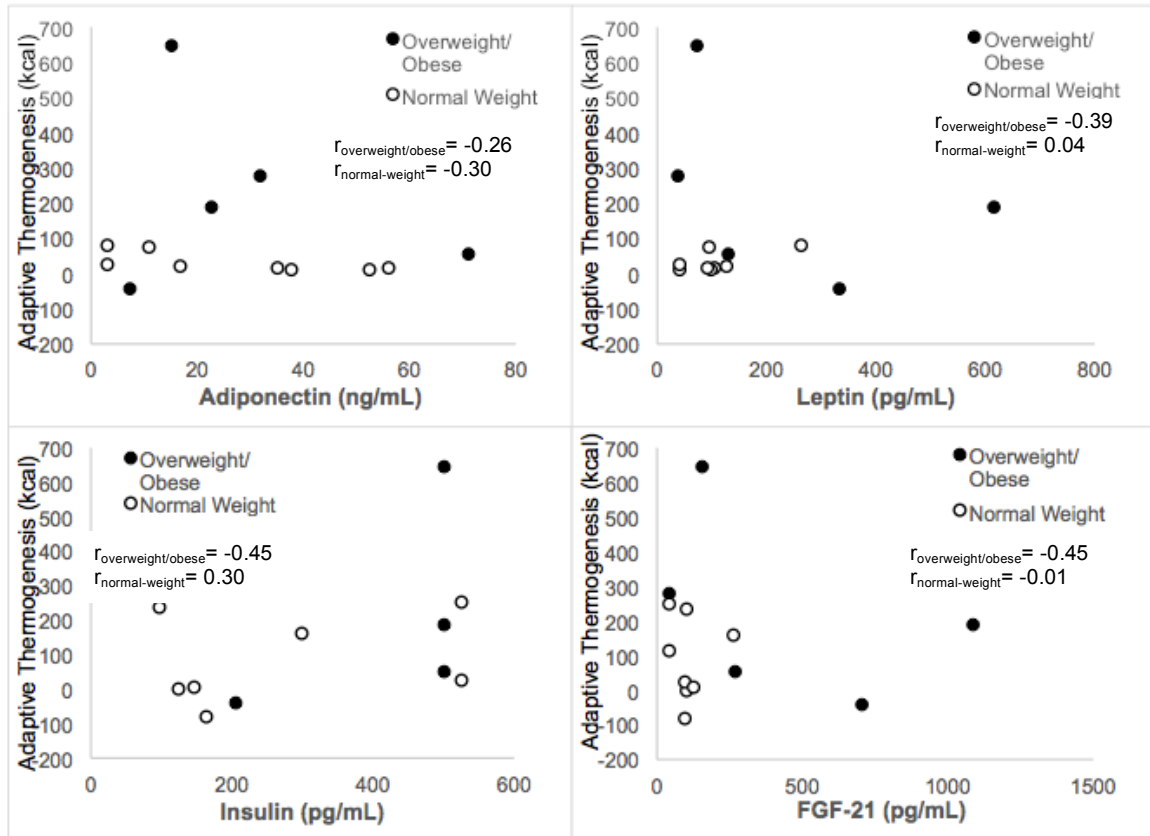 Adaptive Thermogenesis (kcal)
700
600
500
400
300
200
100
0
-100
-200
Overweight/
Obese
Normal Weight
roverweight/obese= -0.26
rnormal-weight= -0.30
0 20 40 60 80
Adiponectin (ng/mL)
Adaptive Thermogenesis (kcal)
700
600
500
400
300
200
100
0
-100
-200
Overweight/
Obese
Normal Weight
roverweight/obese= -0.39
rnormal-weight= 0.04
0 200 400 600 800
Leptin (pg/mL)
Adaptive Thermogenesis (kcal)
700
600
500
400
300
200
100
0
-100
-200
Overweight/
Obese
Normal Weight
roverweight/obese= -0.45
rnormal-weight= 0.30
0 200 400 600
Insulin (pg/mL)
Adaptive Thermogenesis (kcal)
700
600
500
400
300
200
100
0
-100
-200
Overweight/
Obese
Normal Weight
roverweight/obese= -0.45
rnormal-weight= -0.01
0 500 1000 1500
FGF-21 (pg/mL)